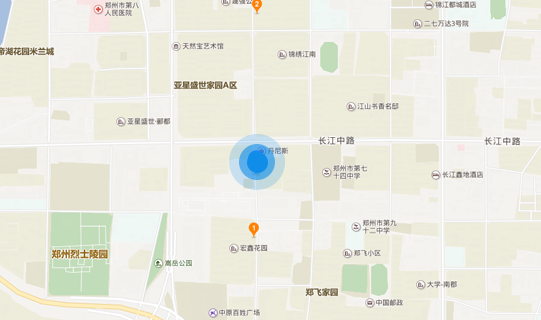 郑州市第八
人民医院
2
锦江都城酒店
二七万达3号院
帝湖花园米兰城
天然宝艺术馆
锦绣江南
亚星盛世家园A区
江山书香名邸
亚星盛世·郦都
长江中路
长江中路
丹尼斯
郑州市第七
十四中学
长江鑫地酒店
1
郑州市第九
十二中学
郑州烈士陵园
宏鑫花园
郑飞小区
嵩岳公园
大学-南郡
郑飞家园
中国邮政
中原百姓广场